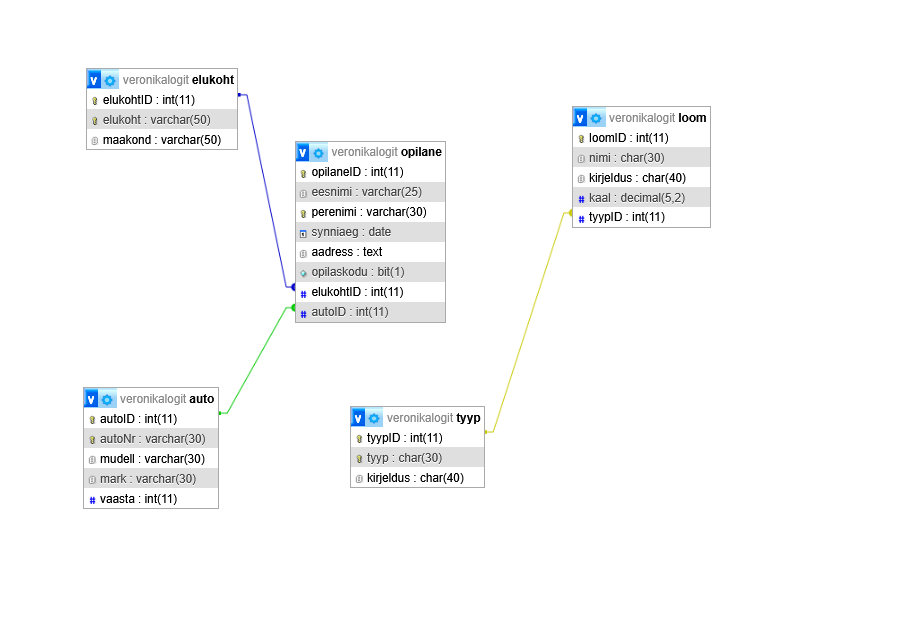 veronikalogit elukoht
elukohtID : int(11)
elukoht : varchar(50)
maakond : varchar(50)
veronikalogit opilane
opilaneID : int(11)
eesnimi : varchar(25)
perenimi : varchar(30)
synniaeg : date
aadress : text
opilaskodu : bit(1)
elukohtID : int(11)
autoID : int(11)
veronikalogit loom
loomID : int(11)
nimi : char(30)
kirjeldus : char(40)
kaal : decimal(5,2)
tyypID : int(11)
veronikalogit auto
autoID : int(11)
autoNr : varchar(30)
mudell : varchar(30)
mark : varchar(30)
vaasta : int(11)
veronikalogit tyyp
tyypID : int(11)
tyyp : char(30)
kirjeldus : char(40)